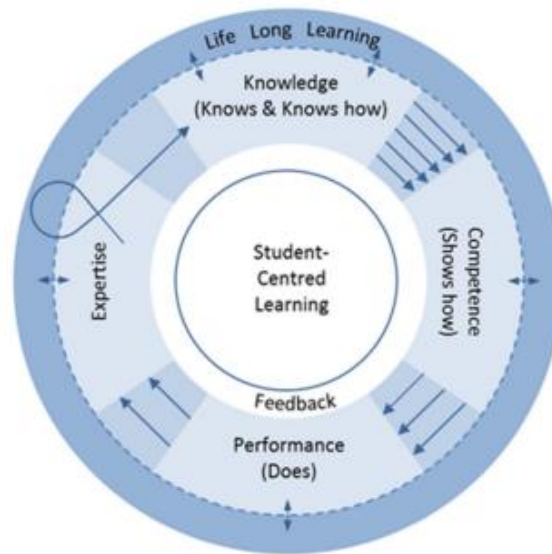 Life Long Learning
Knowledge
(Knows & Knows how)
Competence
(Shows how)
Student-
Centred
Learning
Expertise
Feedback
Performance
(Does)